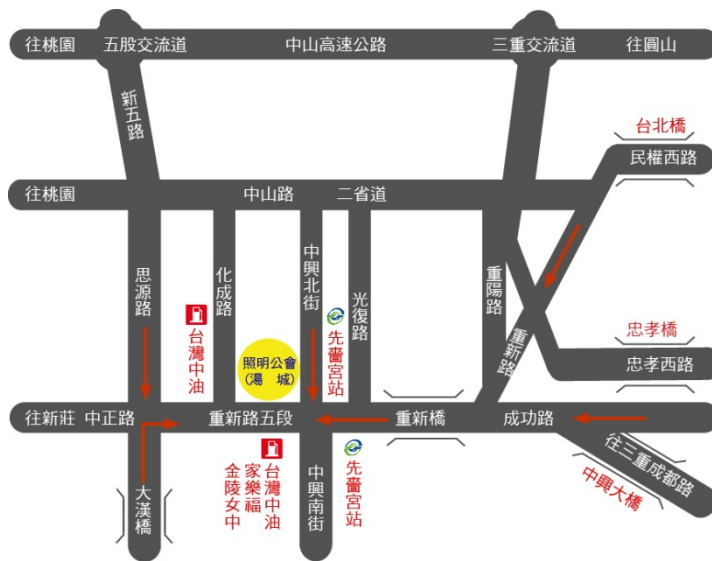 往桃園
五股交流道
中山高速公路
三重交流道
往圓山
新五路
台北橋
民權西路
往桃園
中山路
二省道
思源路
化成路
中興北街
光復路
重陽路
重新路
台灣中油
先嗇宮站
照明公會
(湯 城)
忠孝橋
忠孝西路
往新莊
中正路
重新路五段
重新橋
成功路
往三重成都路
中興大橋
大漢橋
台灣中油
家樂福
金陵女中
中興南街
先嗇宮站